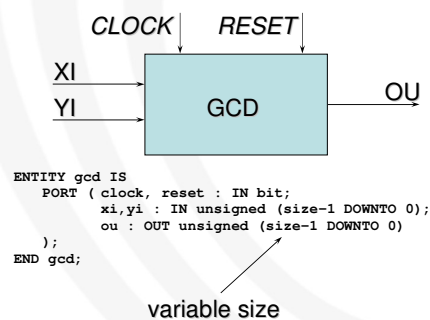 CLOCK RESET
XI
YI
GCD
OU
ENTITY gcd IS
PORT ( clock, reset : IN bit;
xi,yi : IN unsigned (size-1 DOWNTO 0);
ou : OUT unsigned (size-1 DOWNTO 0)
);
END gcd;
variable size